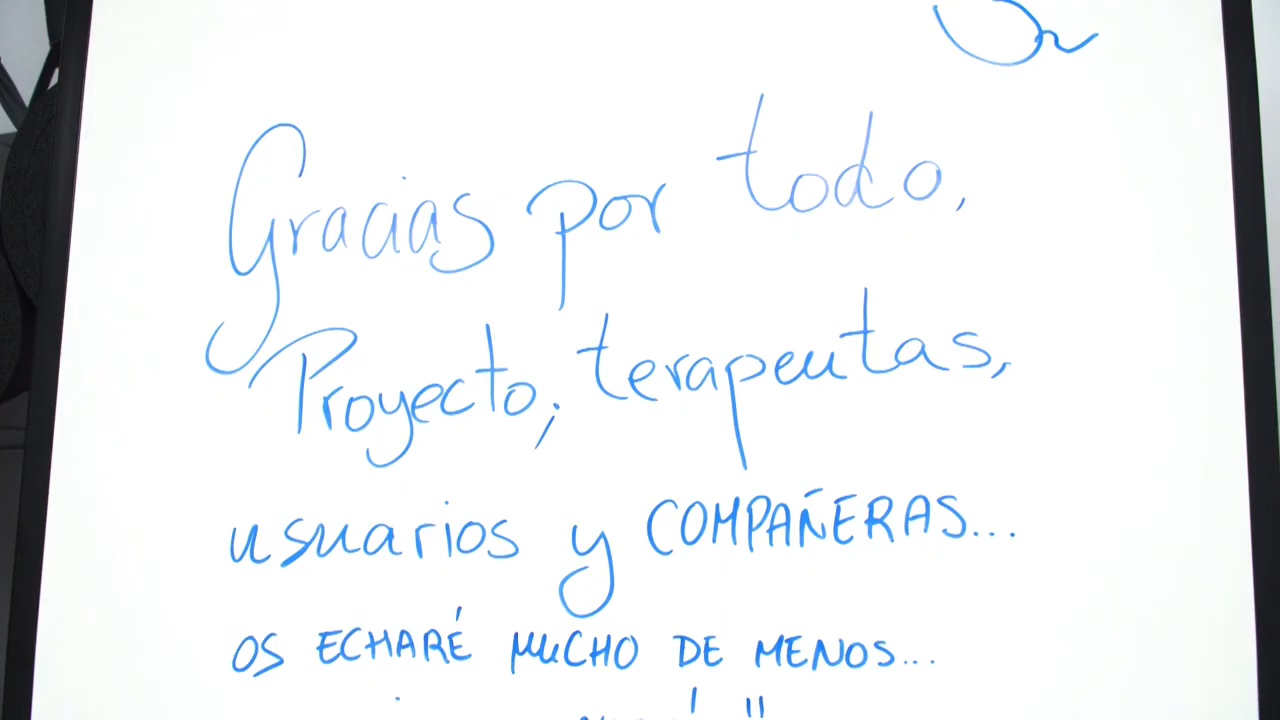 Gracias por todo,
Proyecto, terapeutas,
usuarios y COMPAÑERAS...
OS ECHARÉ MUCHO DE MENOS...